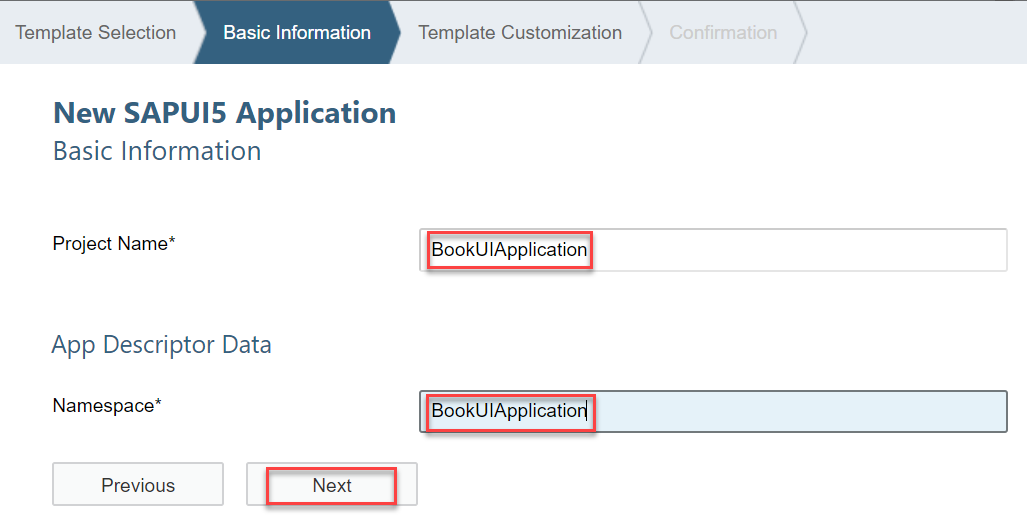 Template Selection Basic Information Template Customization Confirmation
New SAPUI5 Application
Basic Information
Project Name* BookUIApplication
App Descriptor Data
Namespace* BookUIApplication
Previous Next